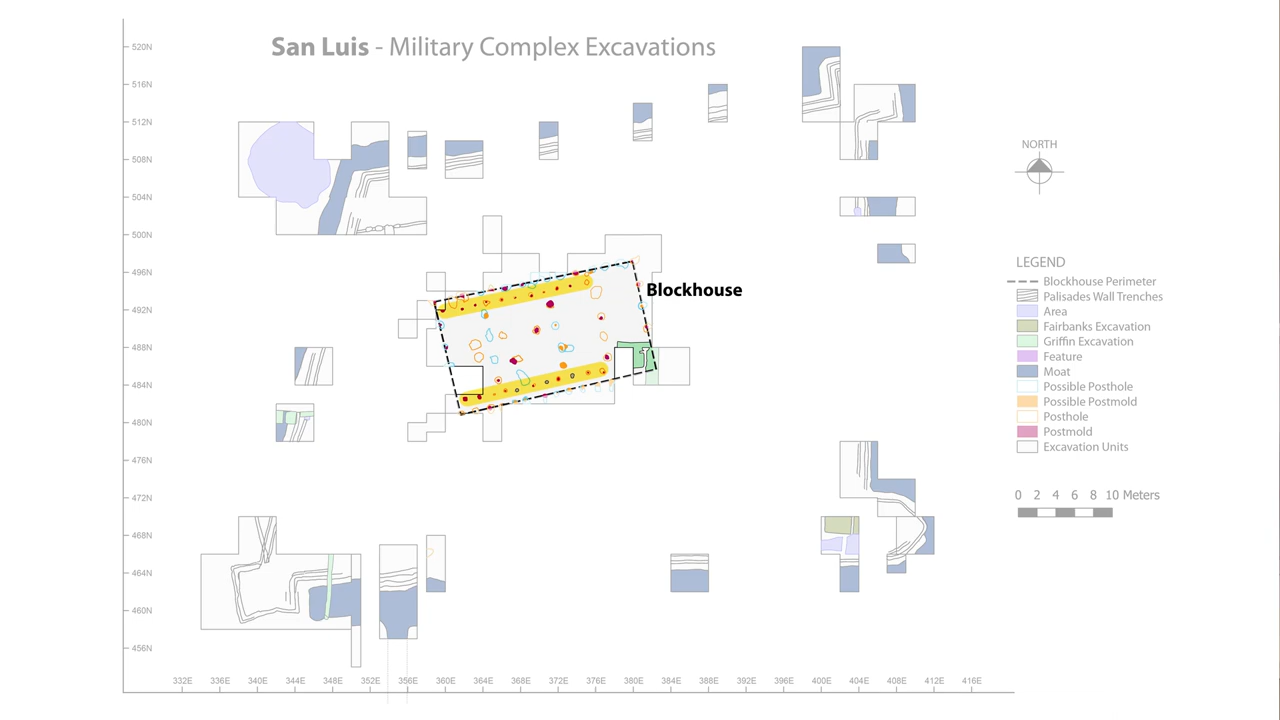 San Luis - Military Complex Excavations
520N
516N
512N
508N
504N
500N
496N
492N
488N
484N
480N
476N
472N
468N
464N
460N
456N
332E 336E 340E 344E 348E 352E 356E 360E 364E 368E 372E 376E 380E 384E 388E 392E 396E 400E 404E 408E 412E 416E
Blockhouse
NORTH
LEGEND
Blockhouse Perimeter
Palisades Wall Trenches
Area
Fairbanks Excavation
Griffin Excavation
Feature
Moat
Possible Posthole
Possible Postmold
Posthole
Postmold
Excavation Units
0 2 4 6 8 10 Meters